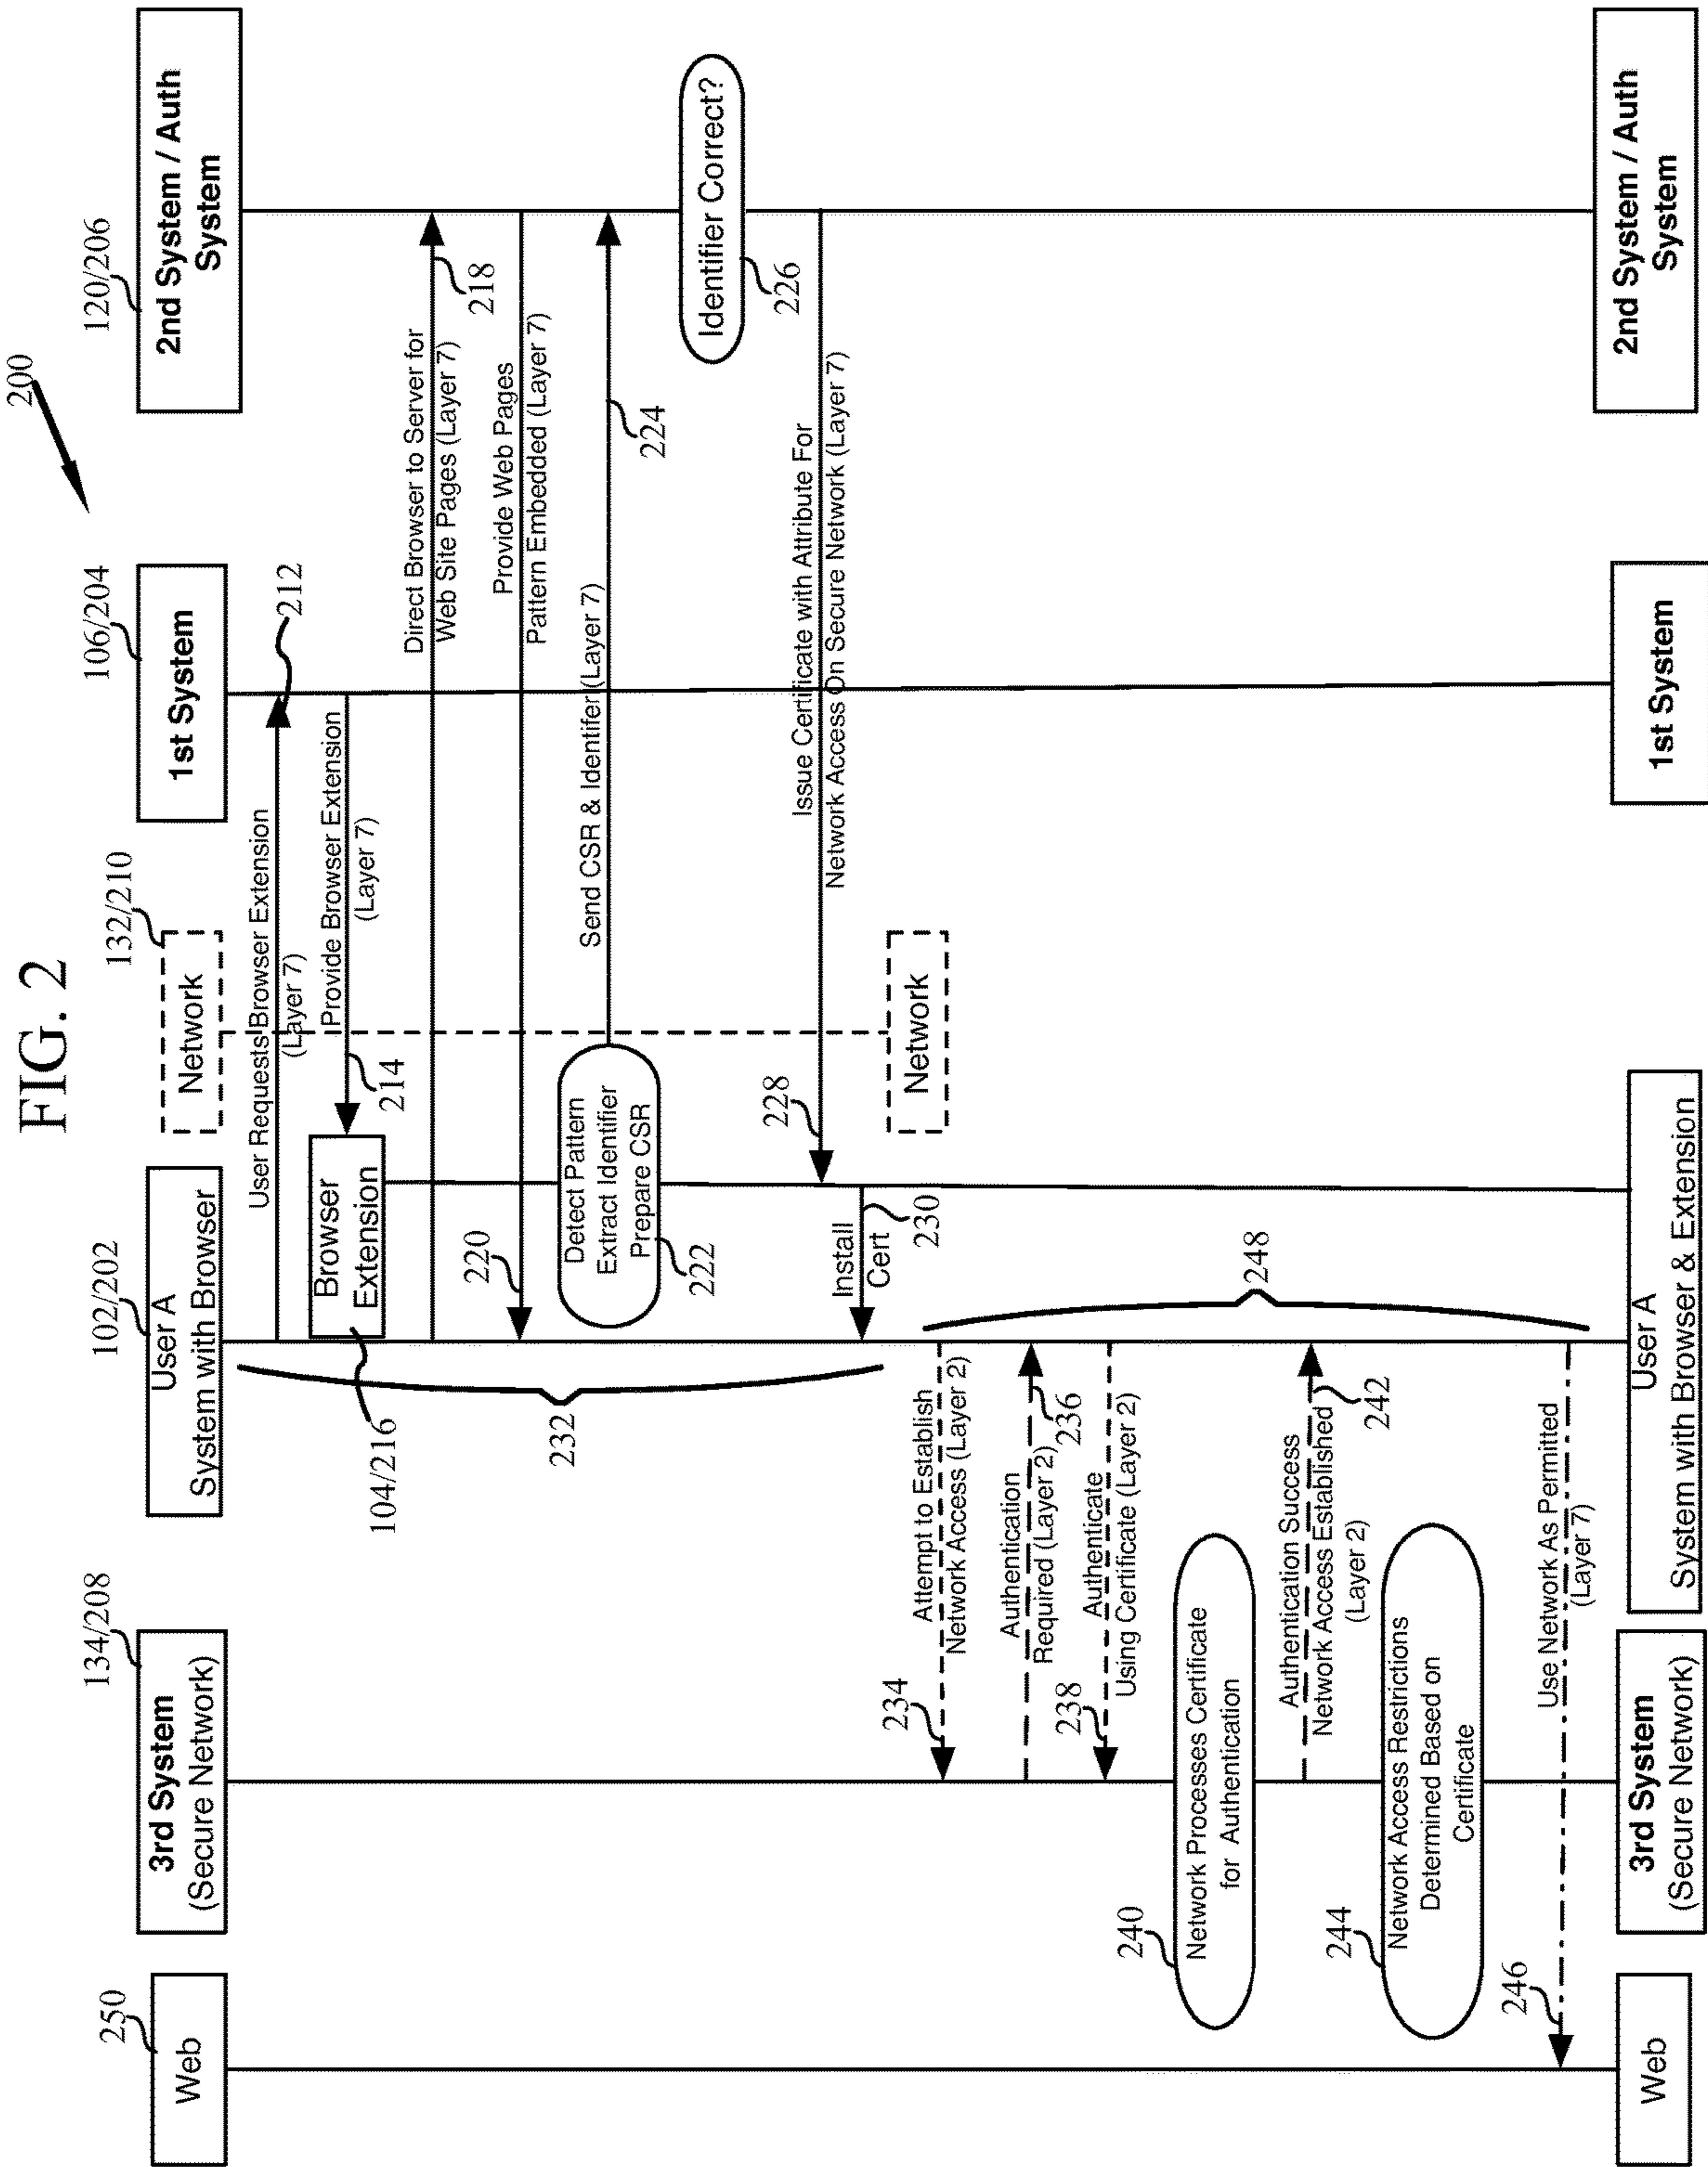 FIG. 2
200
250
Web
134/208
3rd System
(Secure Network)
102/202
User A
System with Browser
132/210
Network
106/204
1st System
120/206
2nd System / Auth
System
User Requests Browser Extension
(Layer 7)
212
Provide Browser Extension
(Layer 7)
214
Browser
Extension
104/216
Direct Browser to Server for
Web Site Pages (Layer 7)
218
Provide Web Pages
Pattern Embedded (Layer 7)
220
Detect Pattern
Extract Identifier
Prepare CSR
222
Send CSR & Identifer (Layer 7)
224
Identifier Correct?
226
Issue Certificate with Attribute For
Network Access On Secure Network (Layer 7)
228
Install
Cert
230
232
Network
Attempt to Establish
Network Access (Layer 2)
234
Authentication
Required (Layer 2)
236
Authenticate
Using Certificate (Layer 2)
238
Network Processes Certificate
for Authentication
240
Authentication Success
Network Access Established
(Layer 2)
242
248
Network Access Restrictions
Determined Based on
Certificate
244
Use Network As Permitted
(Layer 7)
246
Web
3rd System
(Secure Network)
User A
System with Browser & Extension
1st System
2nd System / Auth
System